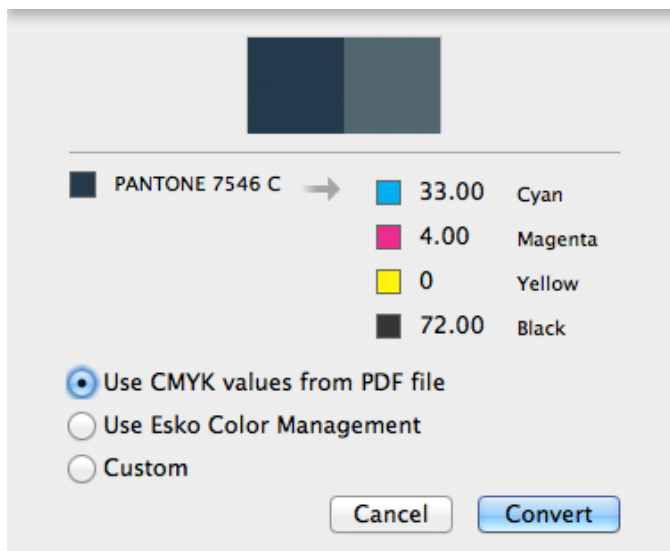 PANTONE 7546 C
33.00 Cyan
4.00 Magenta
0 Yellow
72.00 Black
Use CMYK values from PDF file
Use Esko Color Management
Custom
Cancel Convert